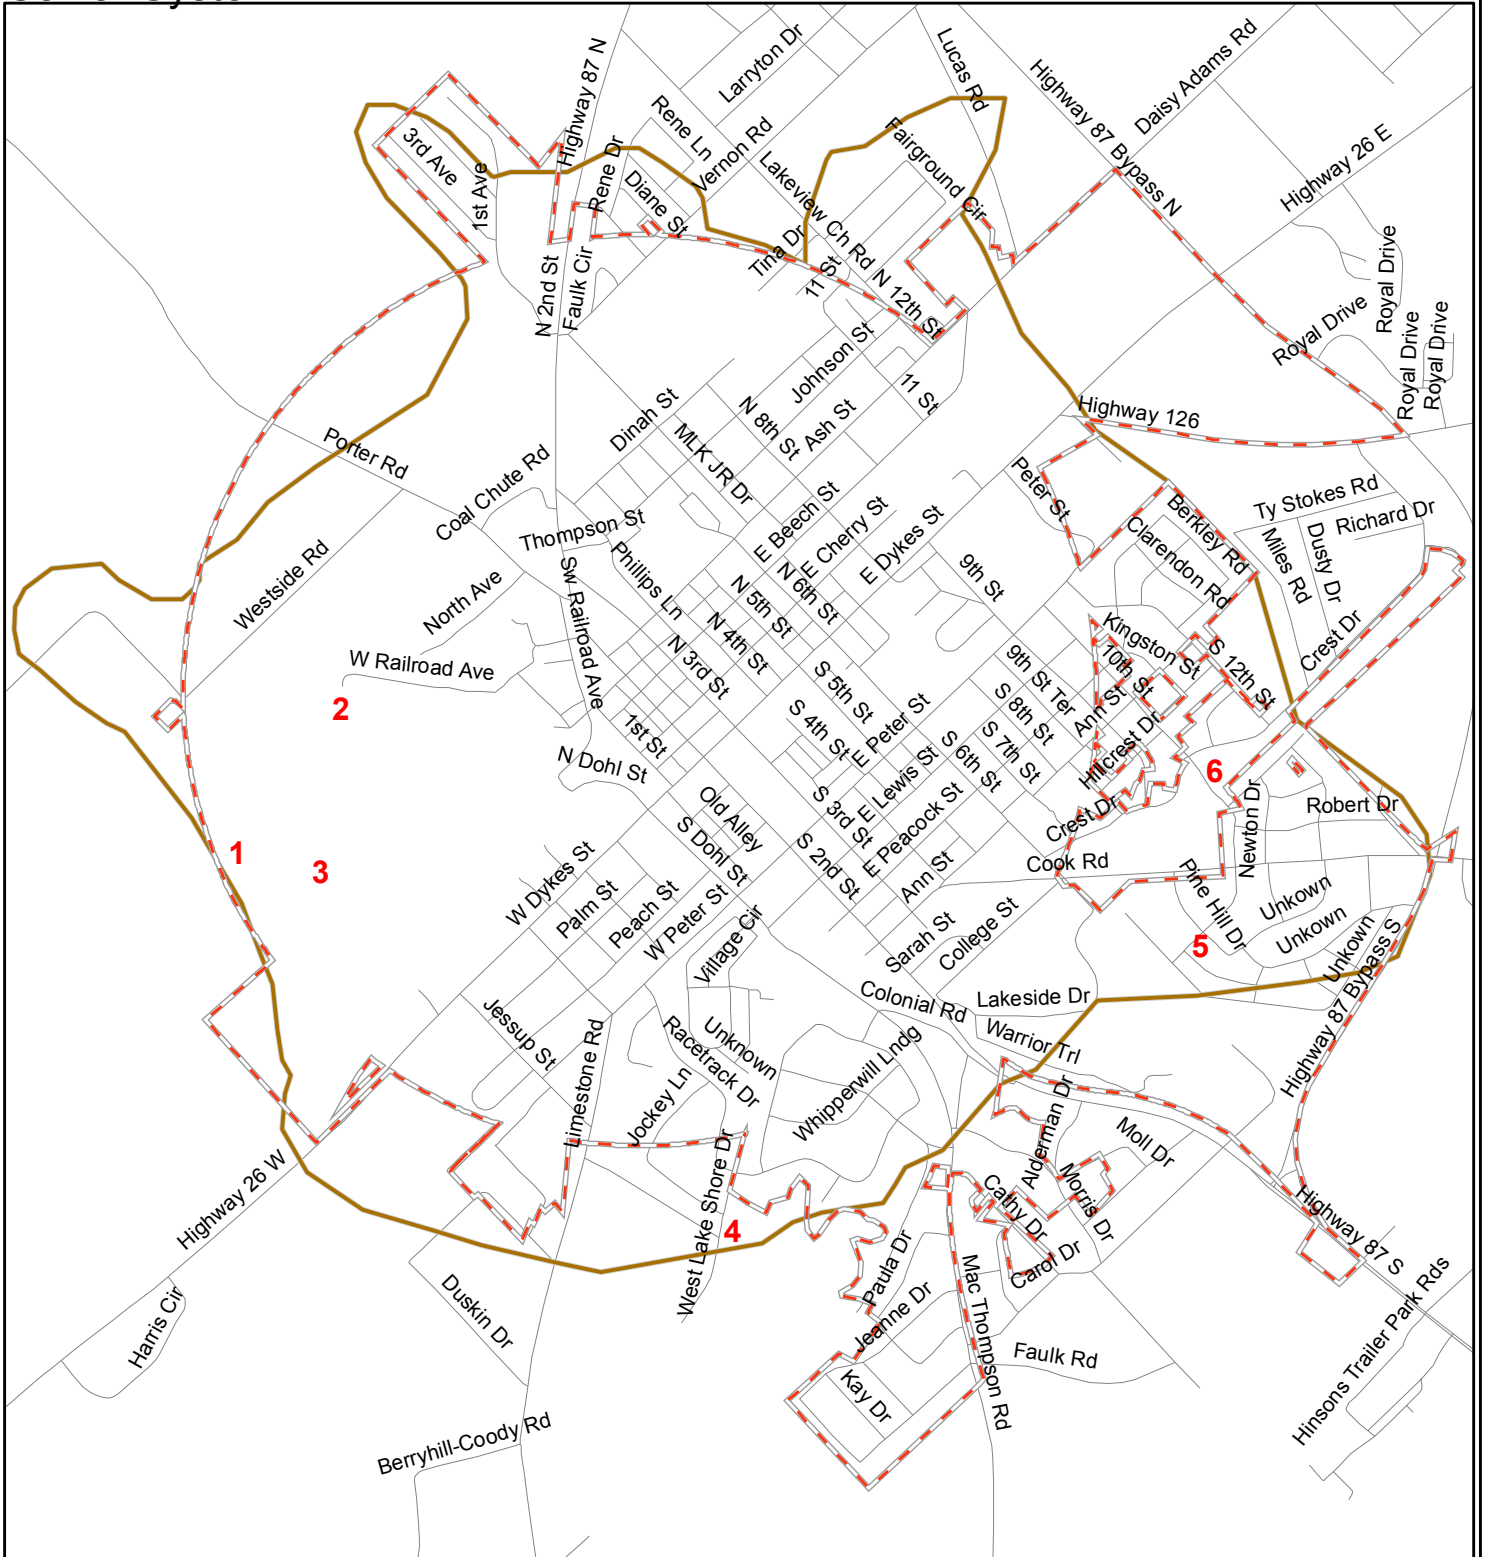 Larryton Dr
Lucas Rd
Highway 87 N
Highway 87 Bypass N
Daisy Adams Rd
Rene Ln
Vernon Rd
Fairground Cir
Highway 26 E
3rd Ave
1st Ave
Rene Dr
Diane St
Lakeview Ch Rd
Tina Dr
11 St
N 12th St
N 2nd St
Faulk Cir
Royal Drive
Royal Drive
Royal Drive
Royal Drive
Johnson St
11 St
Dinah St
N 8th St
Ash St
Highway 126
MLK JR Dr
Porter Rd
Coal Chute Rd
Thompson St
E Beech St
E Cherry St
E Dykes St
Peter St
Berkley Rd
Ty Stokes Rd
Richard Dr
Clarendon Rd
Miles Rd
Dusty Dr
Westside Rd
North Ave
Sw Railroad Ave
Phillips Ln
N 6th St
N 5th St
N 4th St
N 3rd St
9th St
Kingston St
S 12th St
Crest Dr
W Railroad Ave
2
1st St
S 5th St
S 4th St
E Peter St
9th St Ter
10th St
Ann St
S 8th St
S 7th St
S 6th St
Hillcrest Dr
6
N Dohl St
Old Alley
S Dohl St
S 3rd St
E Lewis St
E Peacock St
S 2nd St
Crest Dr
Newton Dr
Robert Dr
1
3
W Dykes St
Palm St
Peach St
W Peter St
Ann St
Cook Rd
Pine Hill Dr
Unkown
Unkown
Unkown
5
Village Cir
Sarah St
College St
Highway 87 Bypass S
Jessup St
Limestone Rd
Racetrack Dr
Unknown
Jockey Ln
Whipperwill Lndg
Colonial Rd
Lakeside Dr
Warrior Trl
Alderman Dr
Moll Dr
Morris Dr
Highway 26 W
West Lake Shore Dr
4
Cathy Dr
Carol Dr
Paula Dr
Jeanne Dr
Mac Thompson Rd
Highway 87 S
Hinsons Trailer Park Rds
Harris Cir
Duskin Dr
Faulk Rd
Kay Dr
Berryhill-Coody Rd